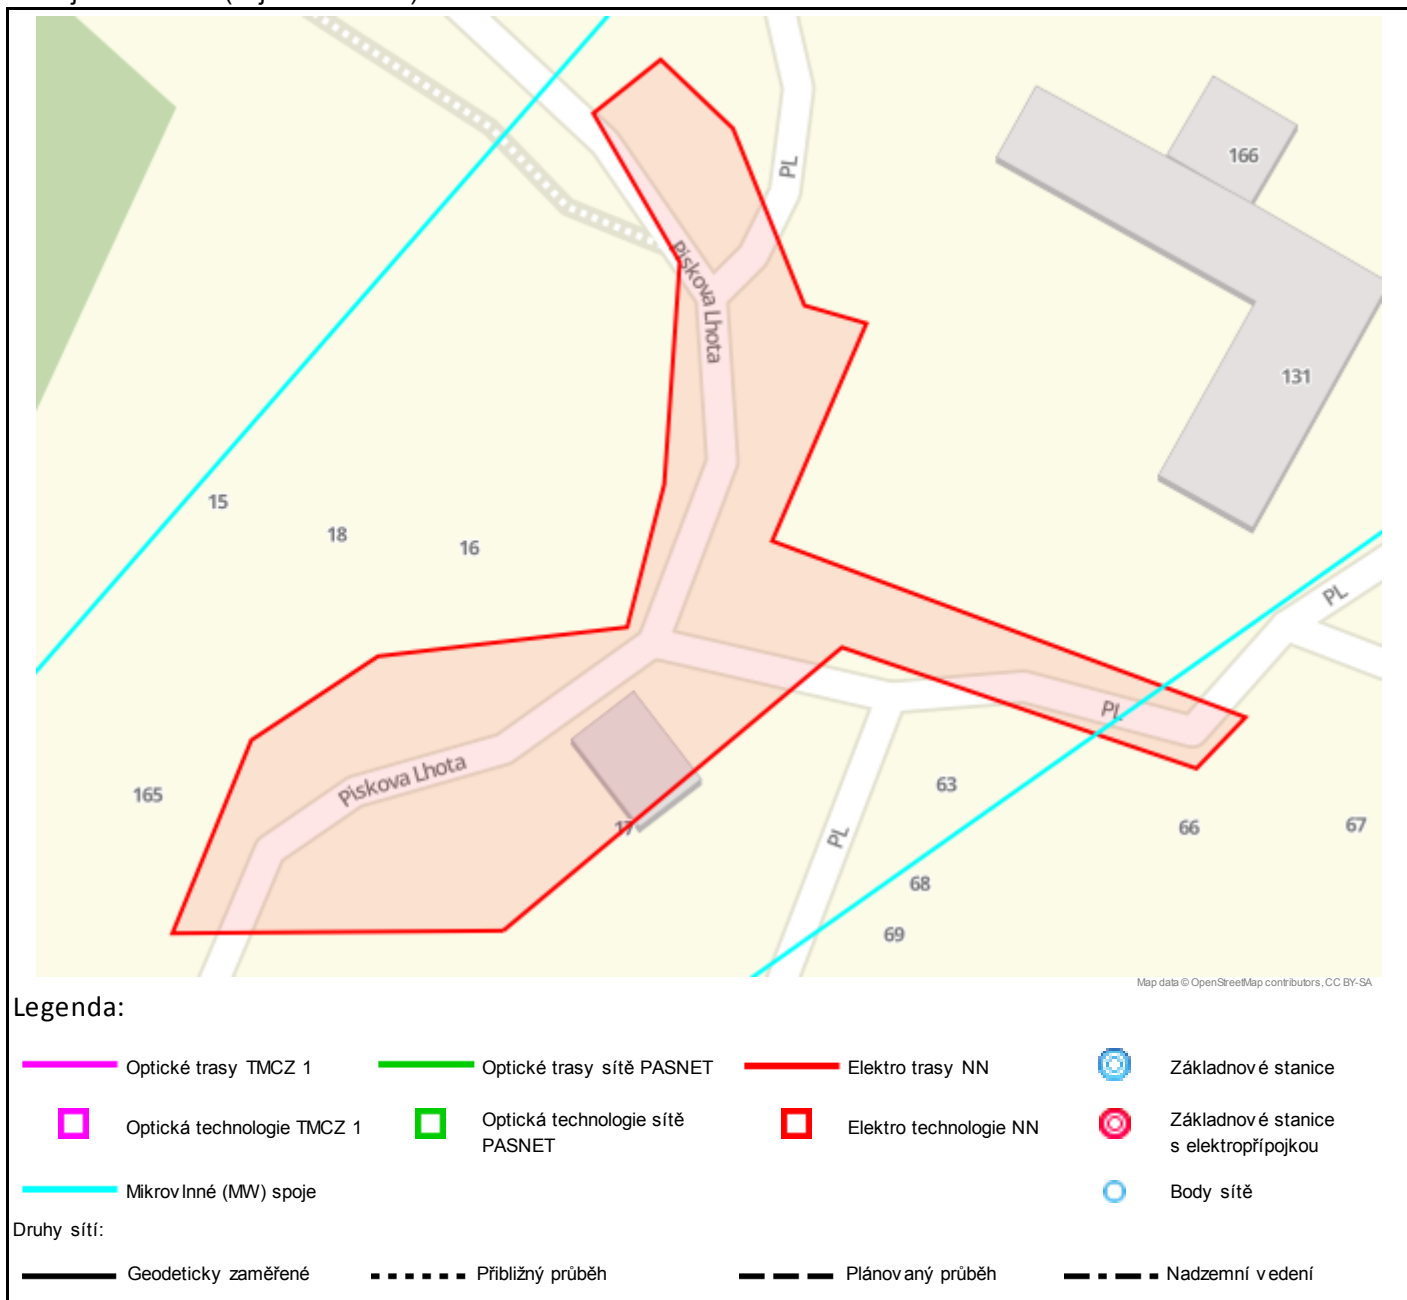 PL
166
Piskova Lhota
131
15
18
16
PL
PL
Piskova Lhota
165
63
17
PL
66
67
68
69
Map data © OpenStreetMap contributors, CC BY-SA
Legenda:
Optické trasy TMCZ 1
Optické trasy sítě PASNET
Elektro trasy NN
Základnové stanice
Optická technologie TMCZ 1
Optická technologie sítě
PASNET
Elektro technologie NN
Základnové stanice
s elektropřípojkou
Mikrovlnné (MW) spoje
Body sítě
Druhy sítí:
Geodeticky zaměřené
Přibližný průběh
Plánovaný průběh
Nadzemní vedení